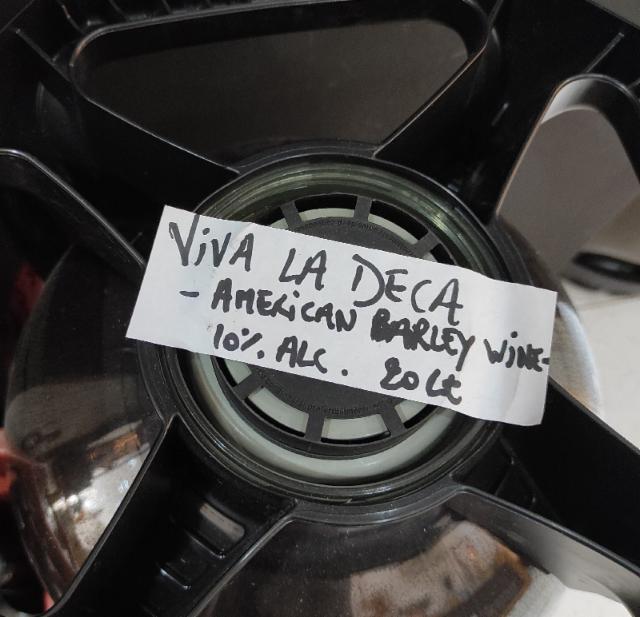 ViVA LA DECA
- AMERiCAN BARLEY WiNE-
10% ALC. 20 Lt